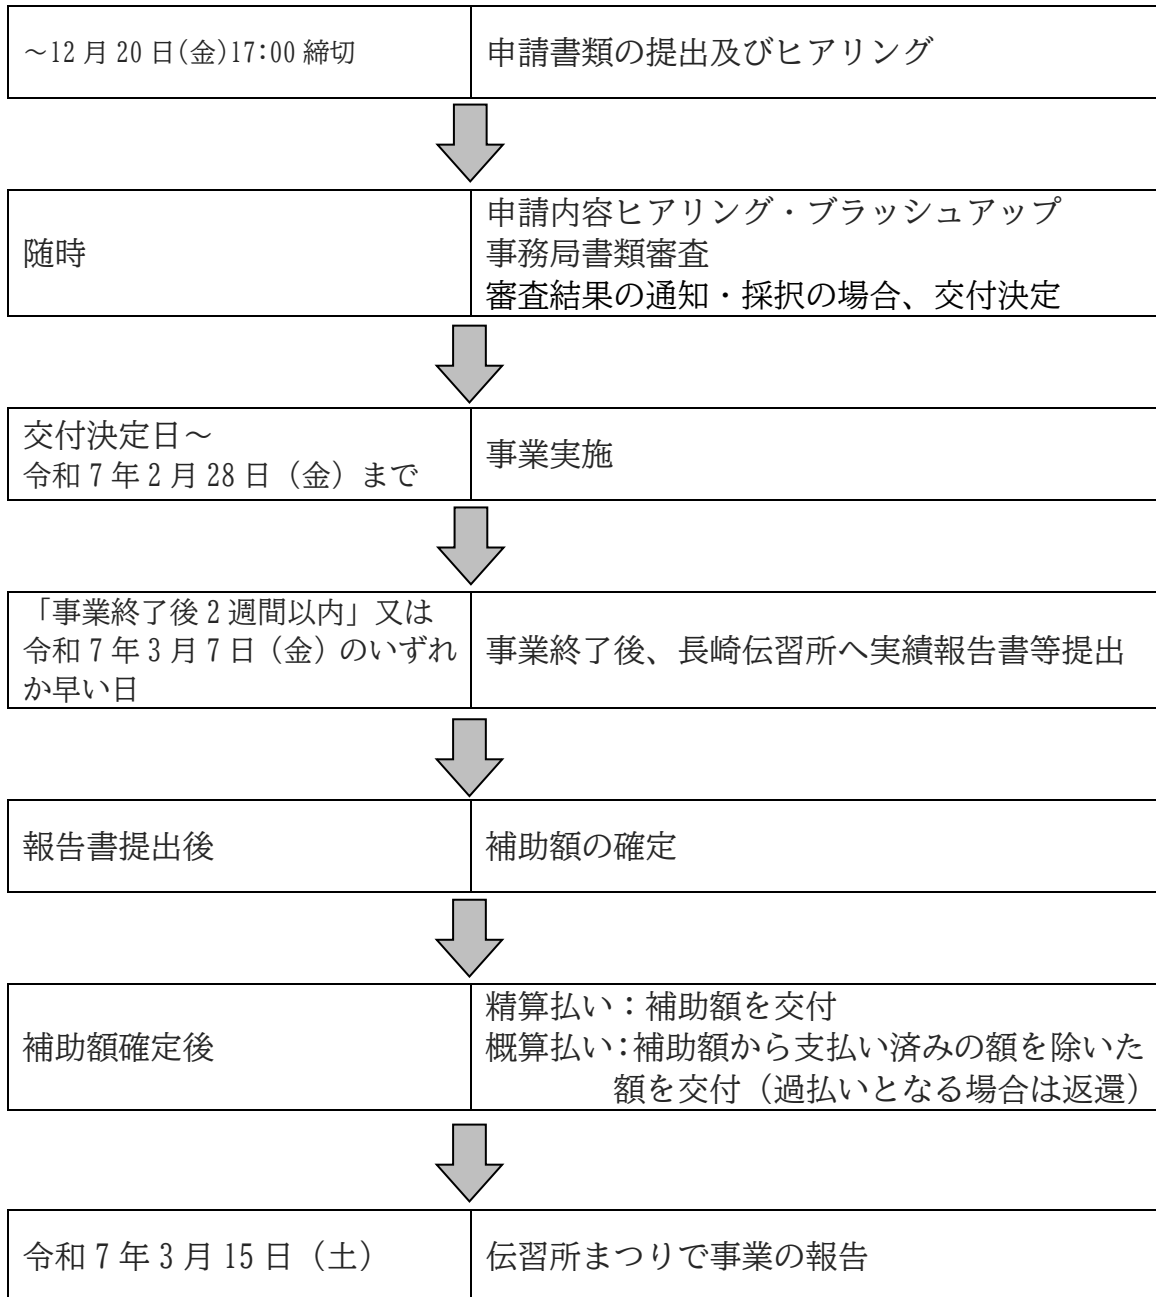 ～12月20日(金)17:00締切
申請書類の提出及びヒアリング
随時
申請内容ヒアリング・ブラッシュアップ
事務局書類審査
審査結果の通知・採択の場合、交付決定
交付決定日～
令和7年2月28日（金）まで
事業実施
「事業終了後2週間以内」又は
令和7年3月7日（金）のいずれ
か早い日
事業終了後、長崎伝習所へ実績報告書等提出
報告書提出後
補助額の確定
補助額確定後
精算払い：補助額を交付
概算払い：補助額から支払い済みの額を除いた
額を交付（過払いとなる場合は返還）
令和7年3月15日（土）
伝習所まつりで事業の報告